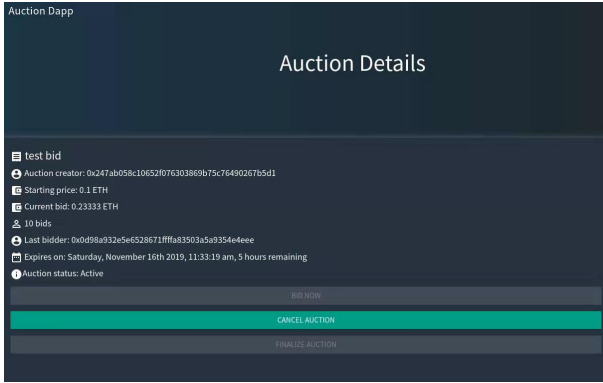 Auction Dapp
Auction Details
test bid
Auction creator: 0x247ab058c10652f076303869b75c76490267b5d1
Starting price: 0.1 ETH
Current bid: 0.23333 ETH
10 bids
Last bidder: 0x0d98a932e5e6528671ffffa83503a5a9354e4eee
Expires on: Saturday, November 16th 2019, 11:33:19 am, 5 hours remaining
Auction status: Active
BID NOW
CANCEL AUCTION
FINALIZE AUCTION